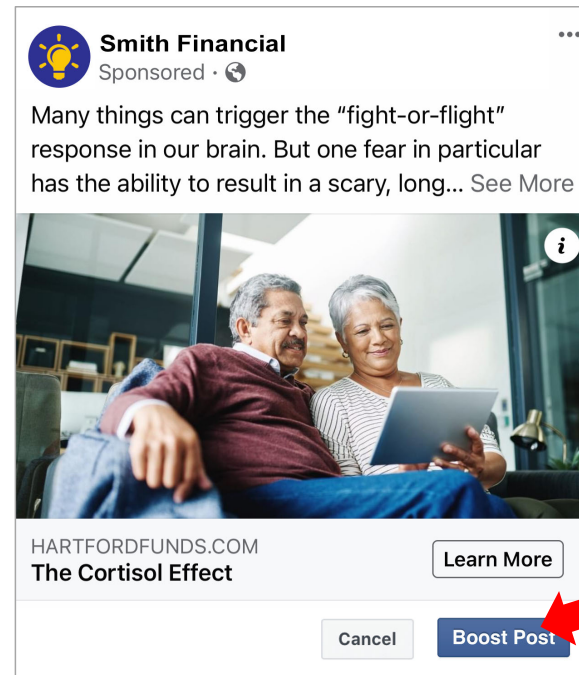 Smith Financial
Sponsored ·
Many things can trigger the “fight-or-flight”
response in our brain. But one fear in particular
has the ability to result in a scary, long... See More
i
HARTFORDFUNDS.COM
The Cortisol Effect
Learn More
Cancel
Boost Post